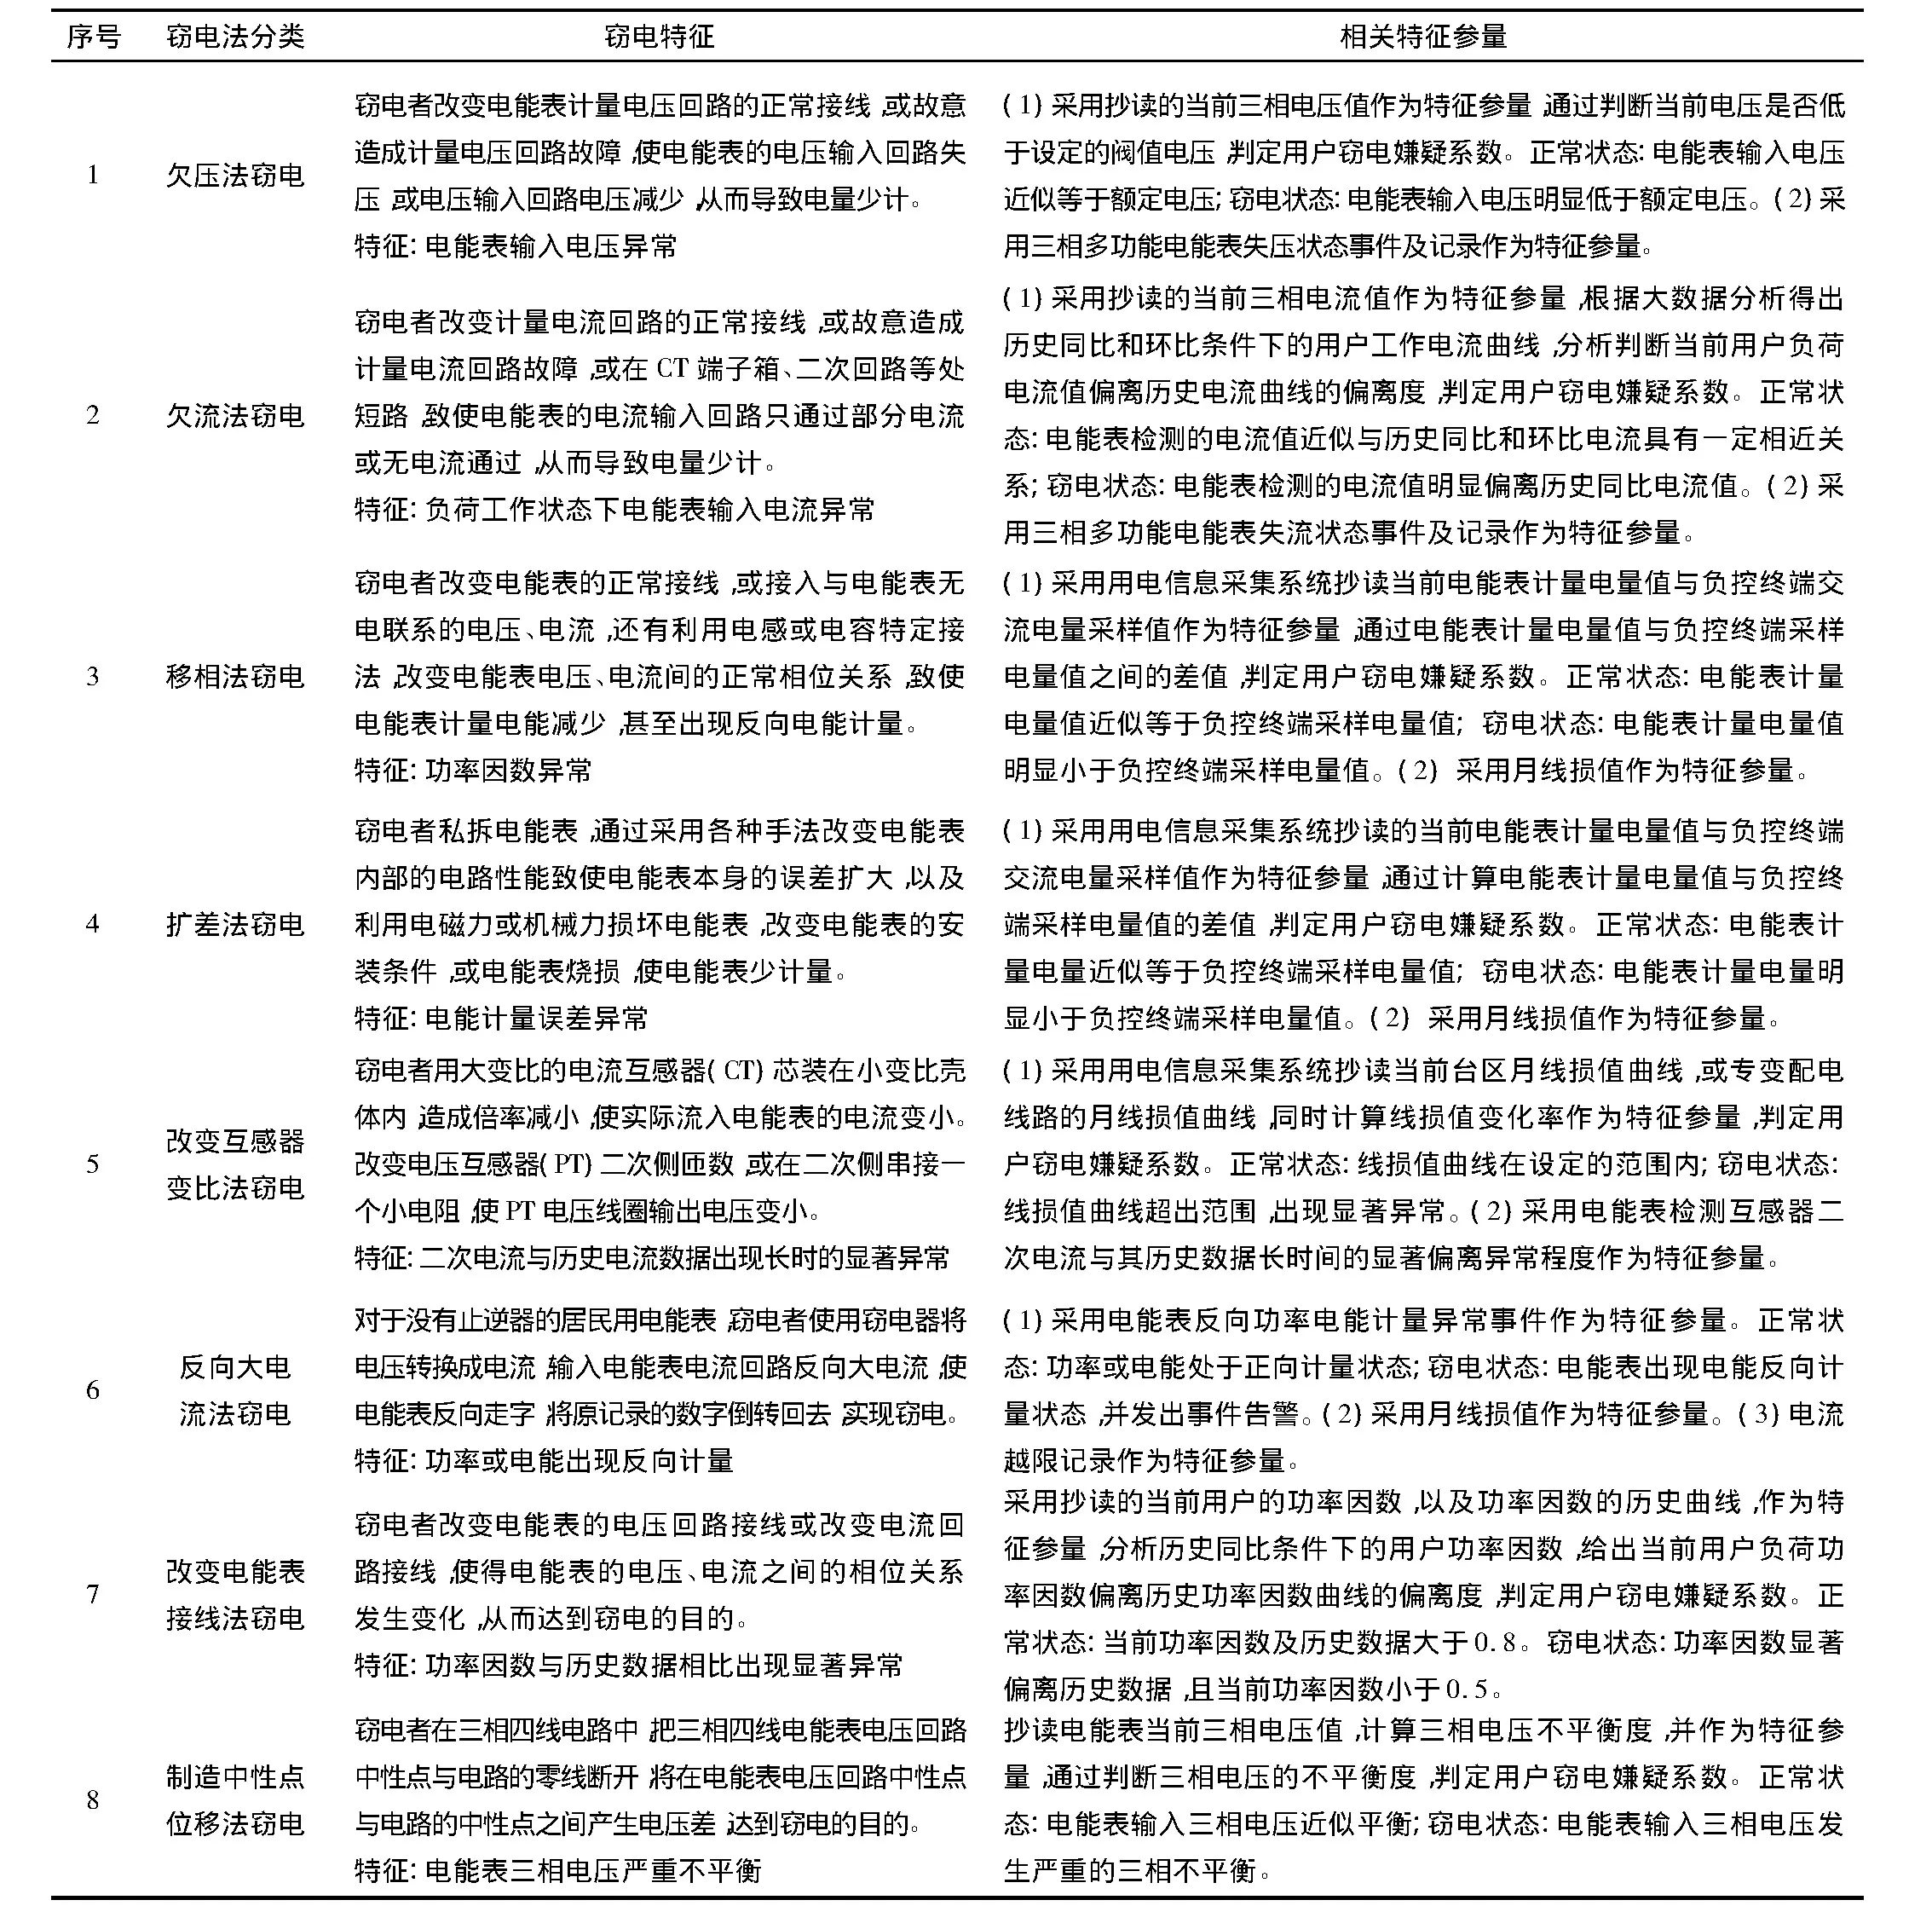 序号 窃电法分类 窃电特征 相关特征参量
1
欠压法窃电
窃电者改变电能表计量电压回路的正常接线,或故意
造成计量电压回路故障,使电能表的电压输入回路失
压,或电压输入回路电压减少,从而导致电量少计。
特征:电能表输入电压异常
(1)采用抄读的当前三相电压值作为特征参量,通过判断当前电压是否低
于设定的阀值电压,判定用户窃电嫌疑系数。正常状态:电能表输入电压
近似等于额定电压;窃电状态:电能表输入电压明显低于额定电压。(2)采
用三相多功能电能表失压状态事件及记录作为特征参量。
2
欠流法窃电
窃电者改变计量电流回路的正常接线,或故意造成
计量电流回路故障,或在CT端子箱、二次回路等处
短路,致使电能表的电流输入回路只通过部分电流
或无电流通过,从而导致电量少计。
特征:负荷工作状态下电能表输入电流异常
(1)采用抄读的当前三相电流值作为特征参量,根据大数据分析得出
历史同比和环比条件下的用户工作电流曲线,分析判断当前用户负荷
电流值偏离历史电流曲线的偏离度,判定用户窃电嫌疑系数。正常状
态:电能表检测的电流值近似与历史同比和环比电流具有一定相近关
系;窃电状态:电能表检测的电流值明显偏离历史同比电流值。(2)采
用三相多功能电能表失流状态事件及记录作为特征参量。
3
移相法窃电
窃电者改变电能表的正常接线,或接入与电能表无
电联系的电压、电流,还有利用电感或电容特定接
法,改变电能表电压、电流间的正常相位关系,致使
电能表计量电能减少,甚至出现反向电能计量。
特征:功率因数异常
(1)采用用电信息采集系统抄读当前电能表计量电量值与负控终端交
流电量采样值作为特征参量,通过电能表计量电量值与负控终端采样
电量值之间的差值,判定用户窃电嫌疑系数。正常状态:电能表计量
电量值近似等于负控终端采样电量值;窃电状态:电能表计量电量值
明显小于负控终端采样电量值。(2)采用月线损值作为特征参量。
4
扩差法窃电
窃电者私拆电能表,通过采用各种手法改变电能表
内部的电路性能致使电能表本身的误差扩大,以及
利用电磁力或机械力损坏电能表,改变电能表的安
装条件,或电能表烧损,使电能表少计量。
特征:电能计量误差异常
(1)采用用电信息采集系统抄读的当前电能表计量电量值与负控终端
交流电量采样值作为特征参量,通过计算电能表计量电量值与负控终
端采样电量值的差值,判定用户窃电嫌疑系数。正常状态:电能表计
量电量近似等于负控终端采样电量值;窃电状态:电能表计量电量明
显小于负控终端采样电量值。(2)采用月线损值作为特征参量。
5
改变互感器
变比法窃电
窃电者用大变比的电流互感器(CT)芯装在小变比壳
体内,造成倍率减小,使实际流入电能表的电流变小。
改变电压互感器(PT)二次侧匝数,或在二次侧串接一
个小电阻,使PT电压线圈输出电压变小。
特征:二次电流与历史电流数据出现长时的显著异常
(1)采用用电信息采集系统抄读当前台区月线损值曲线,或专变配电
线路的月线损值曲线,同时计算线损值变化率作为特征参量,判定用
户窃电嫌疑系数。正常状态:线损值曲线在设定的范围内;窃电状态:
线损值曲线超出范围,出现显著异常。(2)采用电能表检测互感器二
次电流与其历史数据长时间的显著偏离异常程度作为特征参量。
6
反向大电
流法窃电
对于没有止逆器的居民用电能表,窃电者使用窃电器将
电压转换成电流,输入电能表电流回路反向大电流,使
电能表反向走字,将原记录的数字倒转回去,实现窃电。
特征:功率或电能出现反向计量
(1)采用电能表反向功率电能计量异常事件作为特征参量。正常状
态:功率或电能处于正向计量状态;窃电状态:电能表出现电能反向计
量状态,并发出事件告警。(2)采用月线损值作为特征参量。(3)电流
越限记录作为特征参量。
7
改变电能表
接线法窃电
窃电者改变电能表的电压回路接线或改变电流回
路接线,使得电能表的电压、电流之间的相位关系
发生变化,从而达到窃电的目的。
特征:功率因数与历史数据相比出现显著异常
采用抄读的当前用户的功率因数,以及功率因数的历史曲线,作为特
征参量,分析历史同比条件下的用户功率因数,给出当前用户负荷功
率因数偏离历史功率因数曲线的偏离度,判定用户窃电嫌疑系数。正
常状态:当前功率因数及历史数据大于0.8。窃电状态:功率因数显著
偏离历史数据,且当前功率因数小于0.5。
8
制造中性点
位移法窃电
窃电者在三相四线电路中,把三相四线电能表电压回路
中性点与电路的零线断开,将在电能表电压回路中性点
与电路的中性点之间产生电压差,达到窃电的目的。
特征:电能表三相电压严重不平衡
抄读电能表当前三相电压值,计算三相电压不平衡度,并作为特征参
量,通过判断三相电压的不平衡度,判定用户窃电嫌疑系数。正常状
态:电能表输入三相电压近似平衡;窃电状态:电能表输入三相电压发
生严重的三相不平衡。